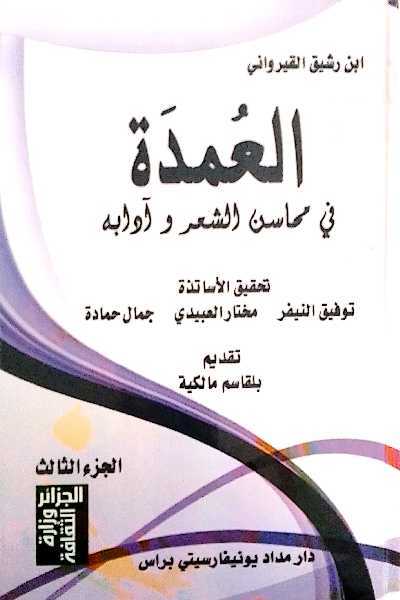 ابن رشيق القيرواني
العُمدَة
في محاسن الشعر و آدابه
تحقيق الأساتذة
توفيق النيفر مختار العبيدي جمال حمادة
تقديم
بلقاسم مالكية
الجزء الثالث
الجزائر
وزارة
الثقافة
دار مداد يونيفارسيتي براس